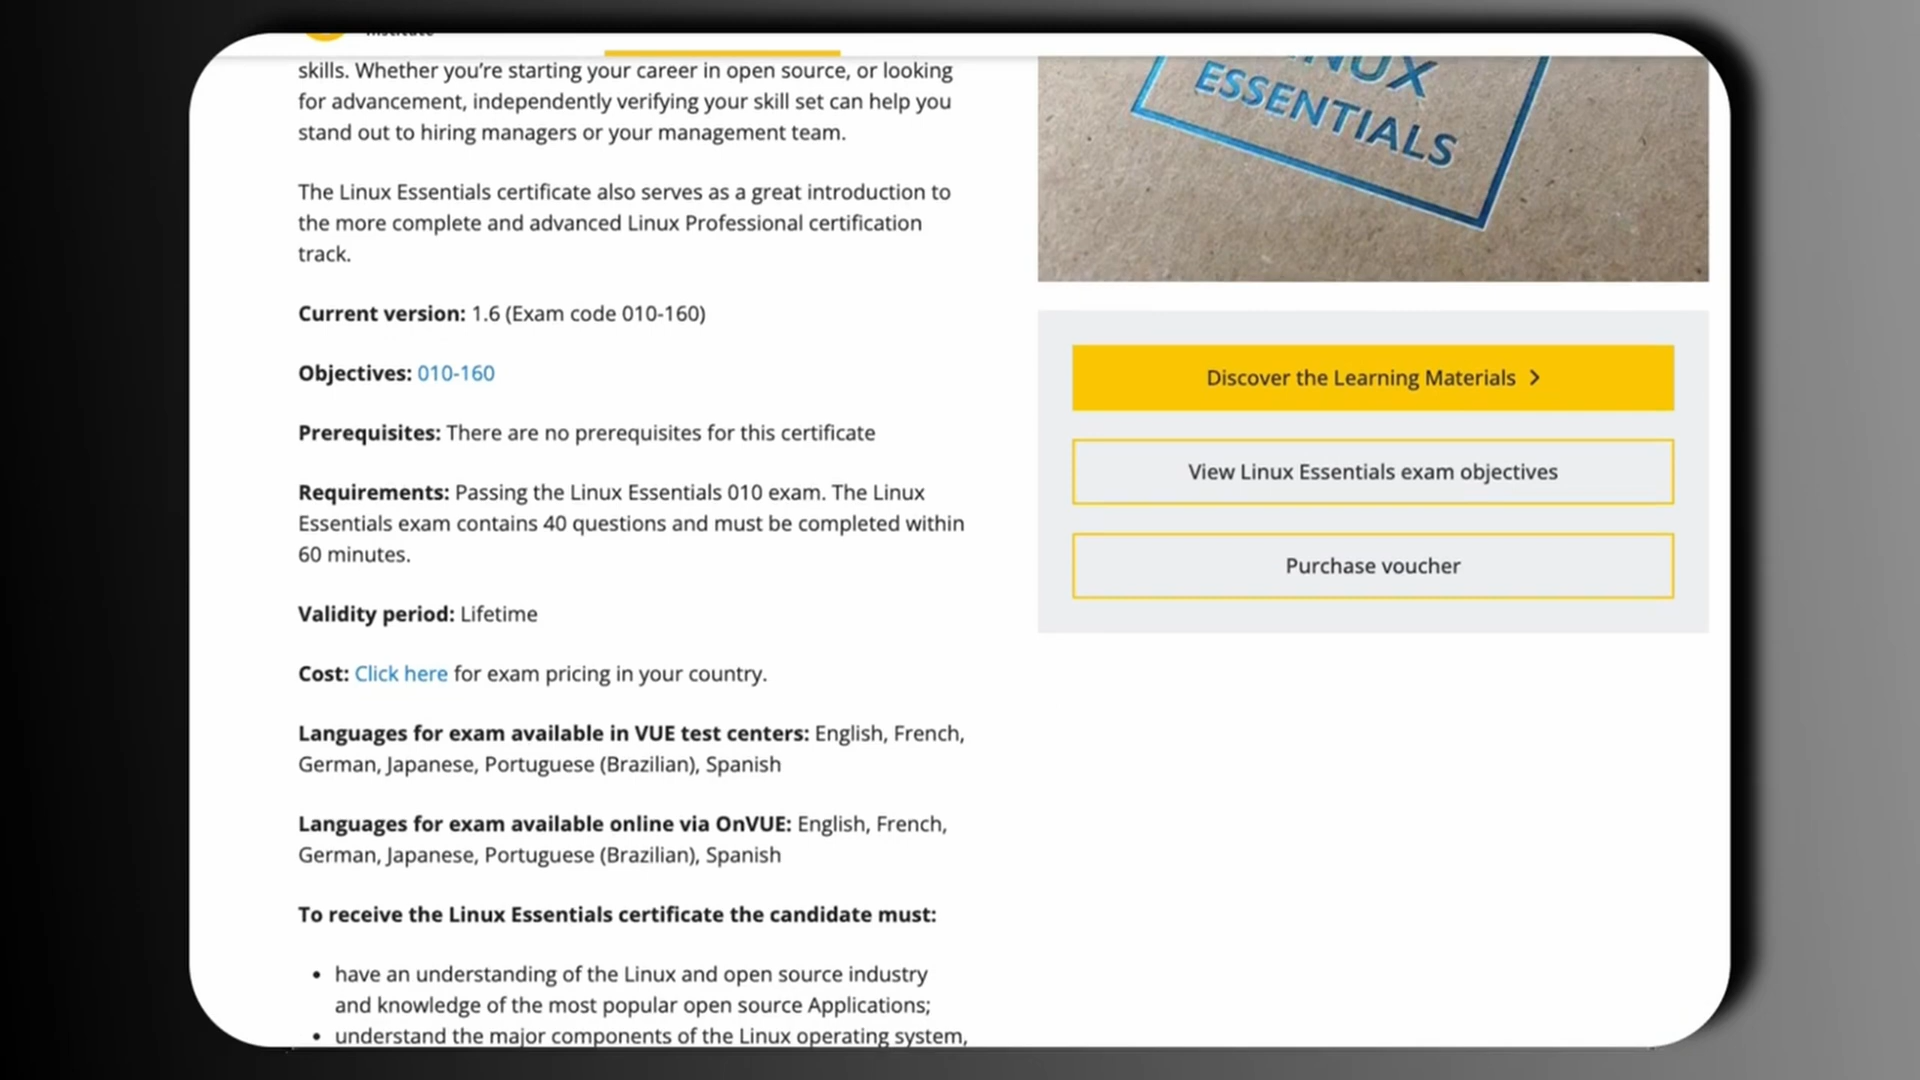 skills. Whether you’re starting your career in open source, or looking
for advancement, independently verifying your skill set can help you
stand out to hiring managers or your management team.
The Linux Essentials certificate also serves as a great introduction to
the more complete and advanced Linux Professional certification
track.
Current version: 1.6 (Exam code 010-160)
Objectives: 010-160
Prerequisites: There are no prerequisites for this certificate
Requirements: Passing the Linux Essentials 010 exam. The Linux
Essentials exam contains 40 questions and must be completed within
60 minutes.
Validity period: Lifetime
Cost: Click here for exam pricing in your country.
Languages for exam available in VUE test centers: English, French,
German, Japanese, Portuguese (Brazilian), Spanish
Languages for exam available online via OnVUE: English, French,
German, Japanese, Portuguese (Brazilian), Spanish
To receive the Linux Essentials certificate the candidate must:
• have an understanding of the Linux and open source industry
and knowledge of the most popular open source Applications;
• understand the major components of the Linux operating system,
ESSENTIALS
Discover the Learning Materials >
View Linux Essentials exam objectives
Purchase voucher